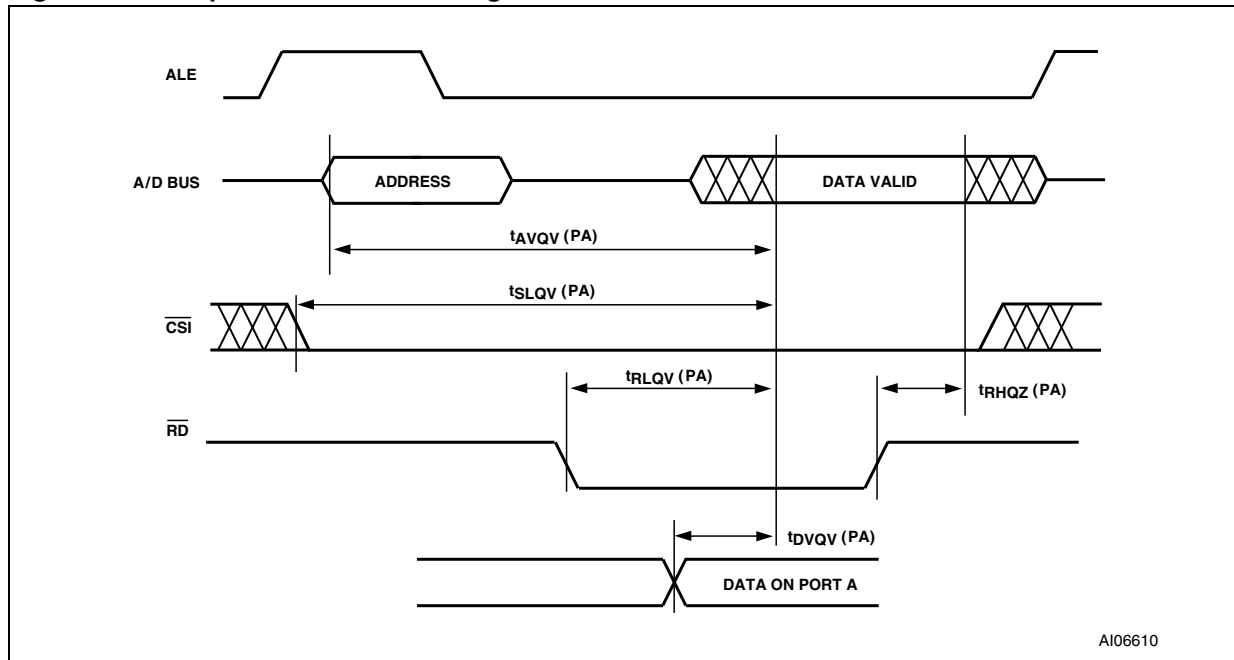 ALE
A/D BUS
ADDRESS
DATA VALID
tAVQV (PA)
tSLQV (PA)
CSI
tRLQV (PA)
tRHQZ (PA)
RD
tDVQV (PA)
DATA ON PORT A
AI06610